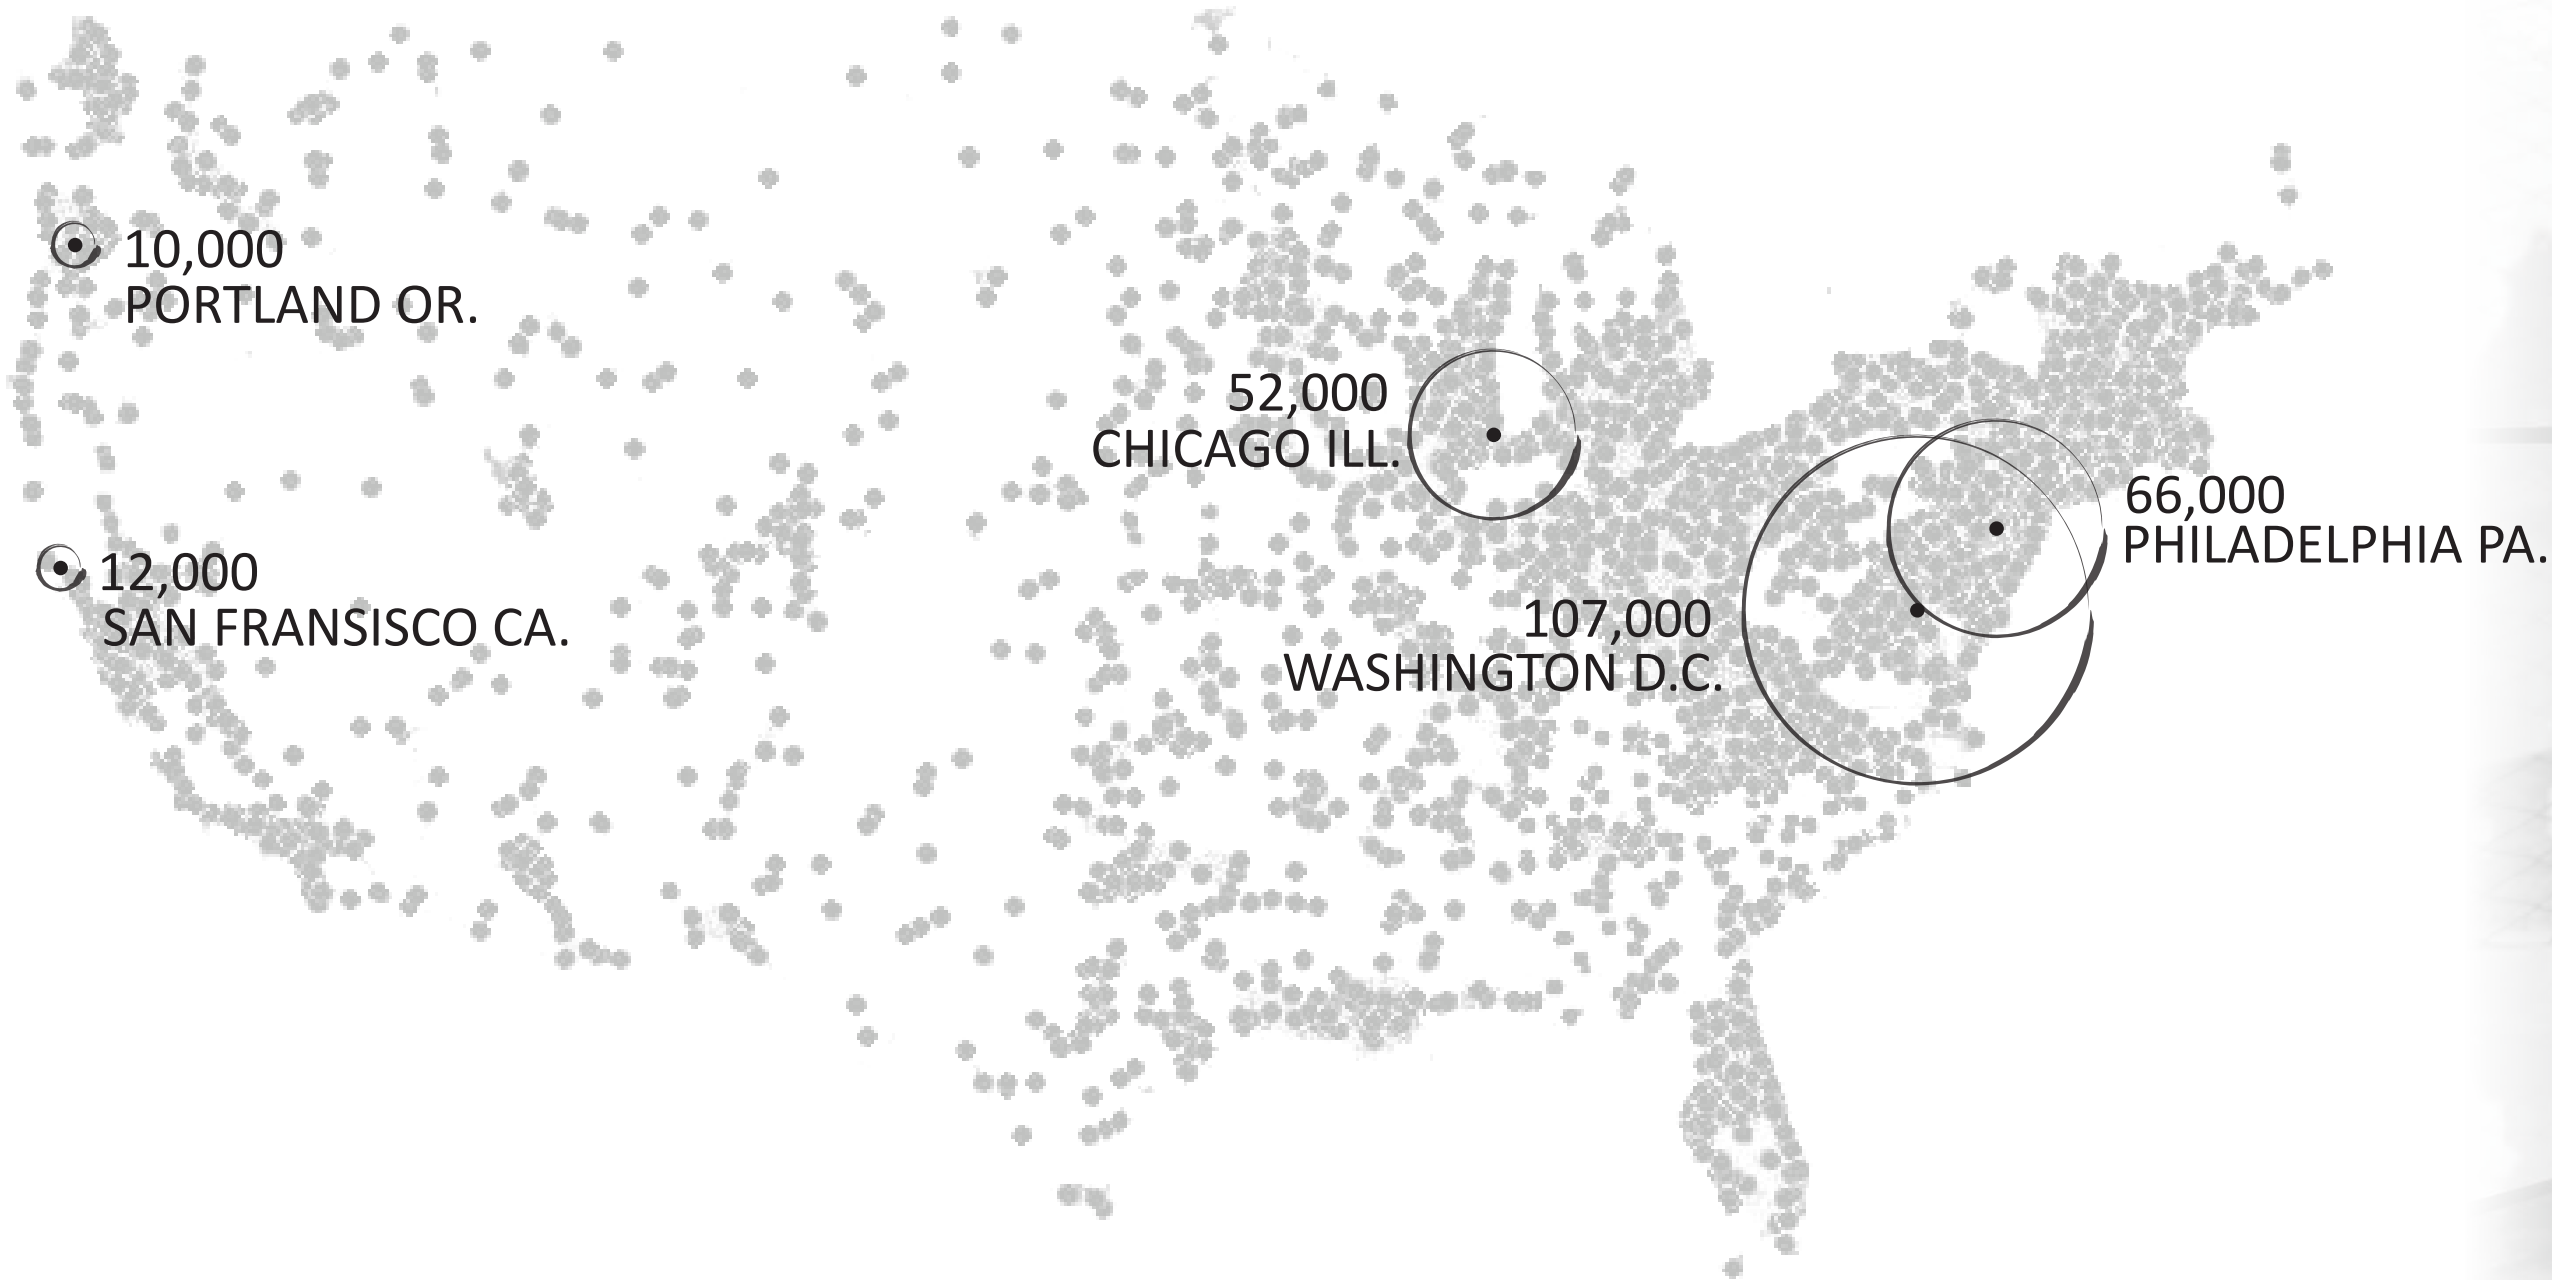 10,000
PORTLAND OR.
52,000
CHICAGO ILL.
66,000
PHILADELPHIA PA.
12,000
SAN FRANSISCO CA.
107,000
WASHINGTON D.C.